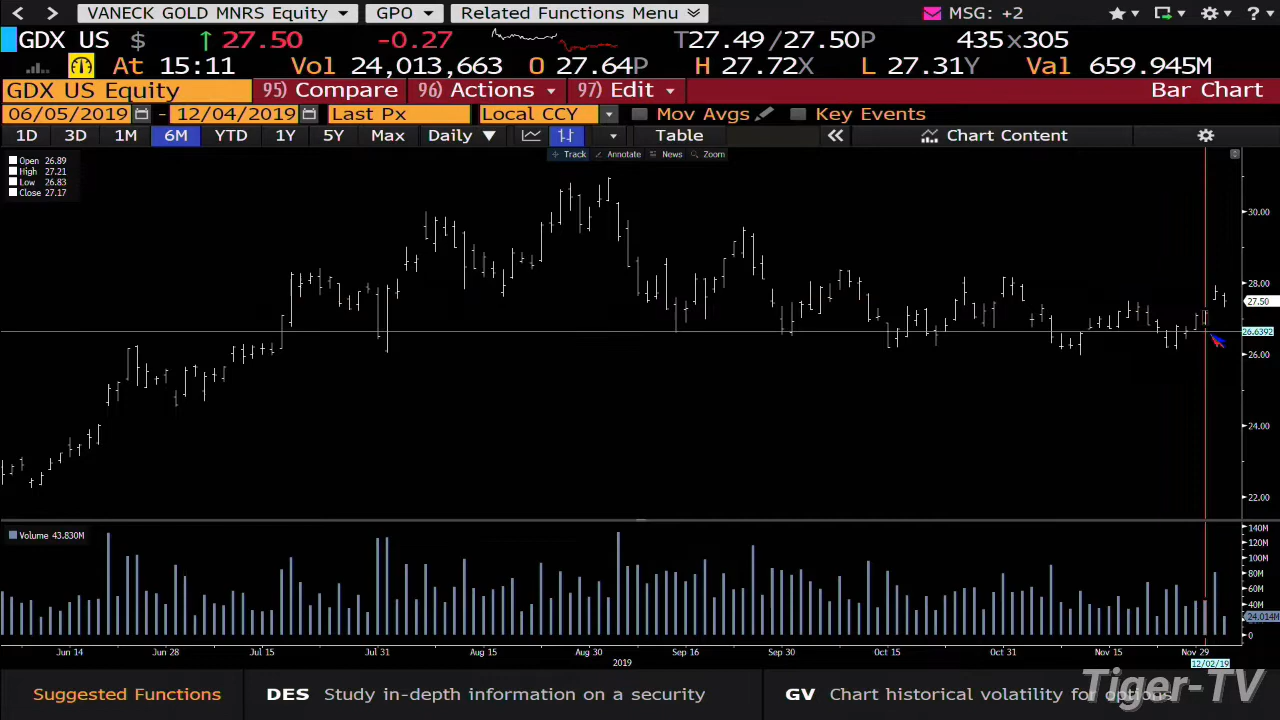 VANECK GOLD MNRS Equity GPO Related Functions Menu MSG: +2 ?
GDX US $ ↑ 27.50 -0.27 T27.49/27.50P 435x305
At 15:11 Vol 24,013,663 O 27.64P H 27.72X L 27.31Y Val 659.945M
GDX US Equity 95) Compare 96) Actions 97) Edit Bar Chart
06/05/2019 - 12/04/2019 Last Px Local CCY Mov Avgs Key Events
1D 3D 1M 6M YTD 1Y 5Y Max Daily ▼ Table « Chart Content
+ Track Annotate News Zoom
Open 26.89
High 27.21
Low 26.83
Close 27.17
30.00
28.00
27.50
26.6392
26.00
24.00
22.00
Volume 43.830M
140M
120M
100M
80M
60M
40M
24.014M
0
Jun 14 Jun 28 Jul 15 Jul 31 Aug 15 Aug 30 Sep 16 Sep 30 Oct 15 Oct 31 Nov 15 Nov 29
2019 12/02/19
Suggested Functions DES Study in-depth information on a security GV Chart historical volatility for options
Tiger-TV